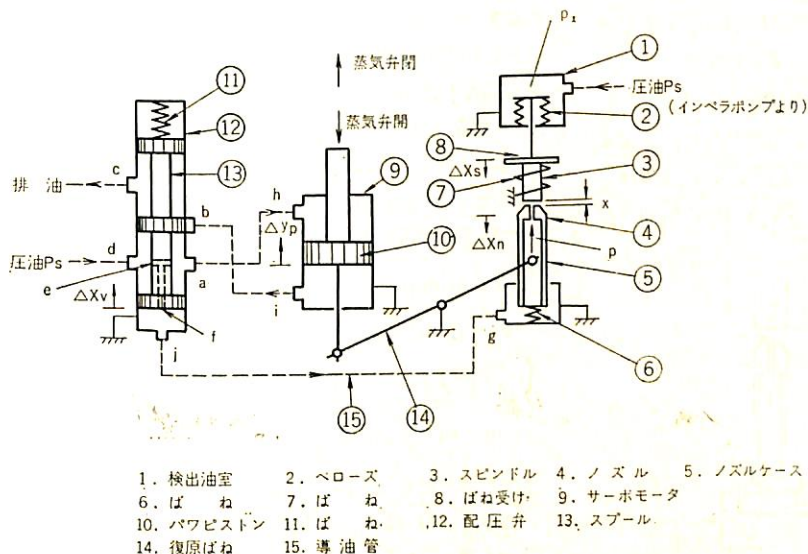 p₁
①
圧油Ps
(インペラポンプより)
②
③
④
⑤
⑥
⑦
⑧
ΔXs
x
ΔXn
p
g
蒸気弁閉
蒸気弁開
⑨
h
Δyp
⑩
i
⑪
⑫
⑬
c
排油
b
d
圧油Ps
a
e
ΔXv
f
j
⑮
⑭
1. 検出油室 2. ベローズ 3. スピンドル 4. ノズル 5. ノズルケース
6. ばね 7. ばね 8. ばね受け 9. サーボモータ
10. パワピストン 11. ばね 12. 配圧弁 13. スプール
14. 復原ばね 15. 導油管